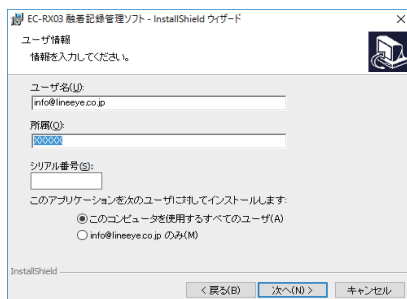 EC-RX03 融着記録管理ソフト - InstallShield ウィザード
ユーザ情報
情報を入力してください。
ユーザ名(U):
info@lineeye.co.jp
所属(O):
XXXXX
シリアル番号(S):
このアプリケーションを次のユーザに対してインストールします:
このコンピュータを使用するすべてのユーザ(A)
info@lineeye.co.jp のみ(M)
InstallShield
< 戻る(B) 次へ(N) > キャンセル